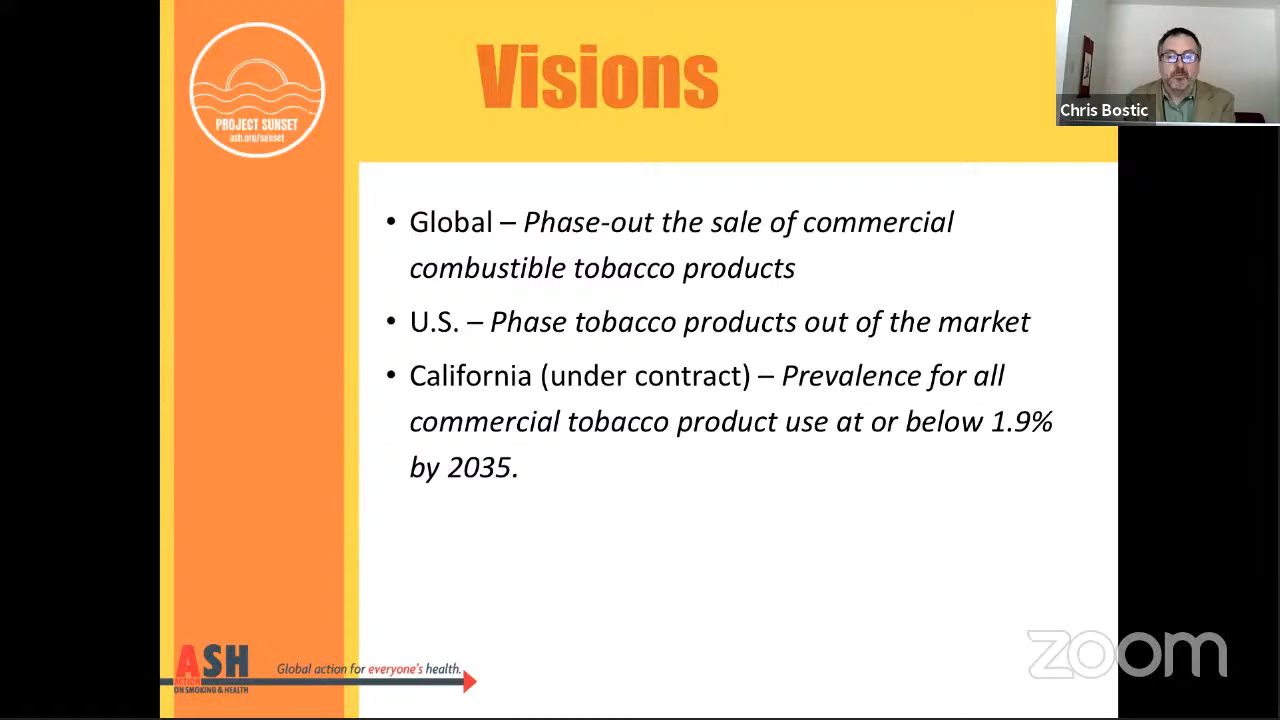 PROJECT SUNSET
ash.org/sunset
Visions
Chris Bostic
• Global – Phase-out the sale of commercial
combustible tobacco products
• U.S. – Phase tobacco products out of the market
• California (under contract) – Prevalence for all
commercial tobacco product use at or below 1.9%
by 2035.
ASH
ACTION
ON SMOKING & HEALTH
Global action for everyone's health.
zoom